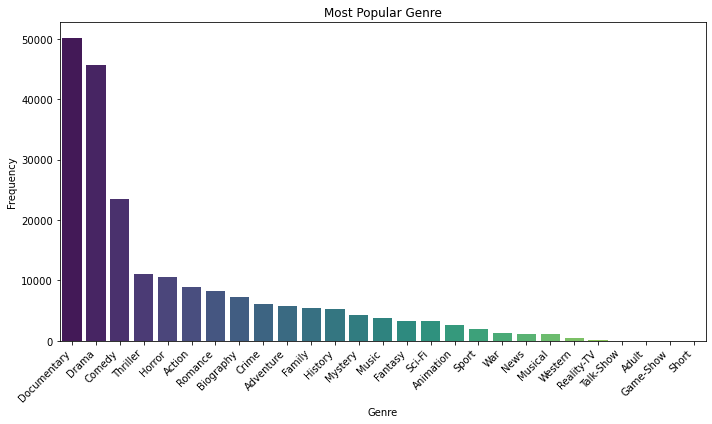 Most Popular Genre
Frequency
50000
40000
30000
20000
10000
0
Documentary
Drama
Comedy
Thriller
Horror
Action
Romance
Biography
Crime
Adventure
Family
History
Mystery
Music
Fantasy
Sci-Fi
Animation
Sport
War
News
Musical
Western
Reality-TV
Talk-Show
Adult
Game-Show
Short
Genre